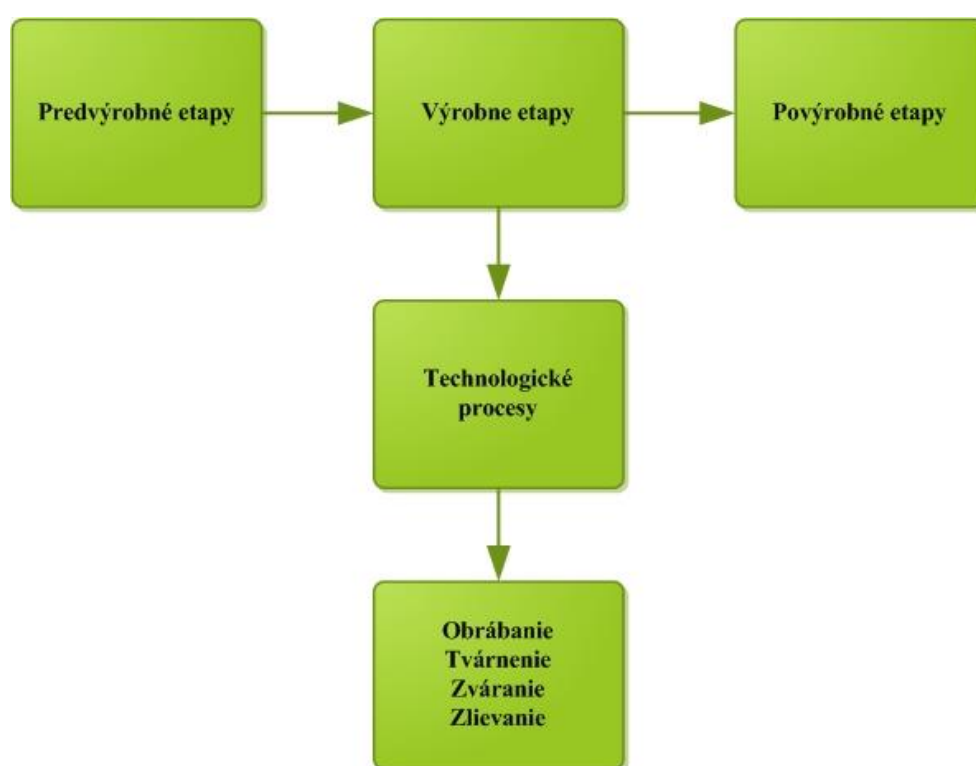 Predvýrobné etapy
Výrobne etapy
Povýrobné etapy
Technologické
procesy
Obrábanie
Tvárnenie
Zváranie
Zlievanie